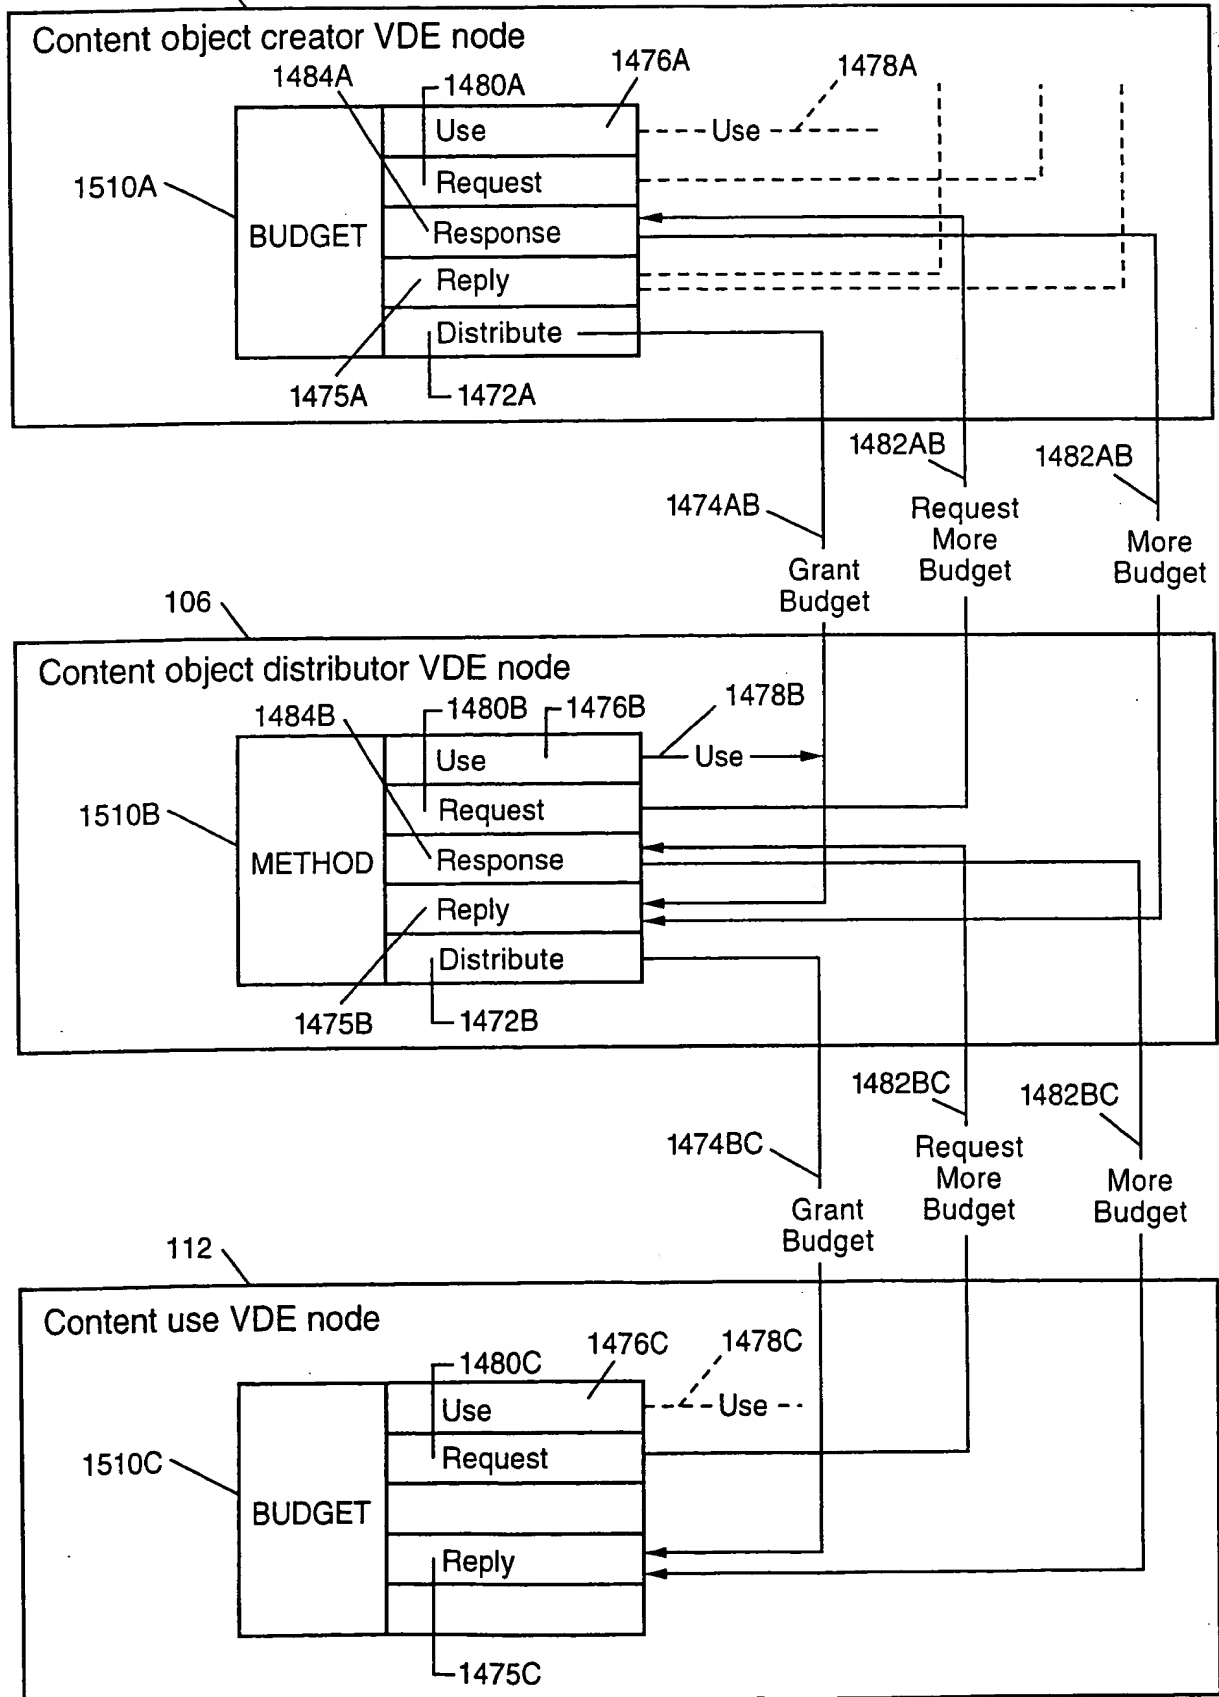 Content object creator VDE node
1484A
1480A
1476A
1478A
Use
Use
1510A
Request
BUDGET
Response
Reply
Distribute
1475A
1472A
1482AB
1482AB
1474AB
Request
More
Budget
More
Budget
Grant
Budget
106
Content object distributor VDE node
1484B
1480B
1476B
1478B
Use
Use
1510B
Request
METHOD
Response
Reply
Distribute
1475B
1472B
1482BC
1482BC
1474BC
Request
More
Budget
More
Budget
Grant
Budget
112
Content use VDE node
1480C
1476C
1478C
Use
Use
1510C
Request
BUDGET
Reply
1475C